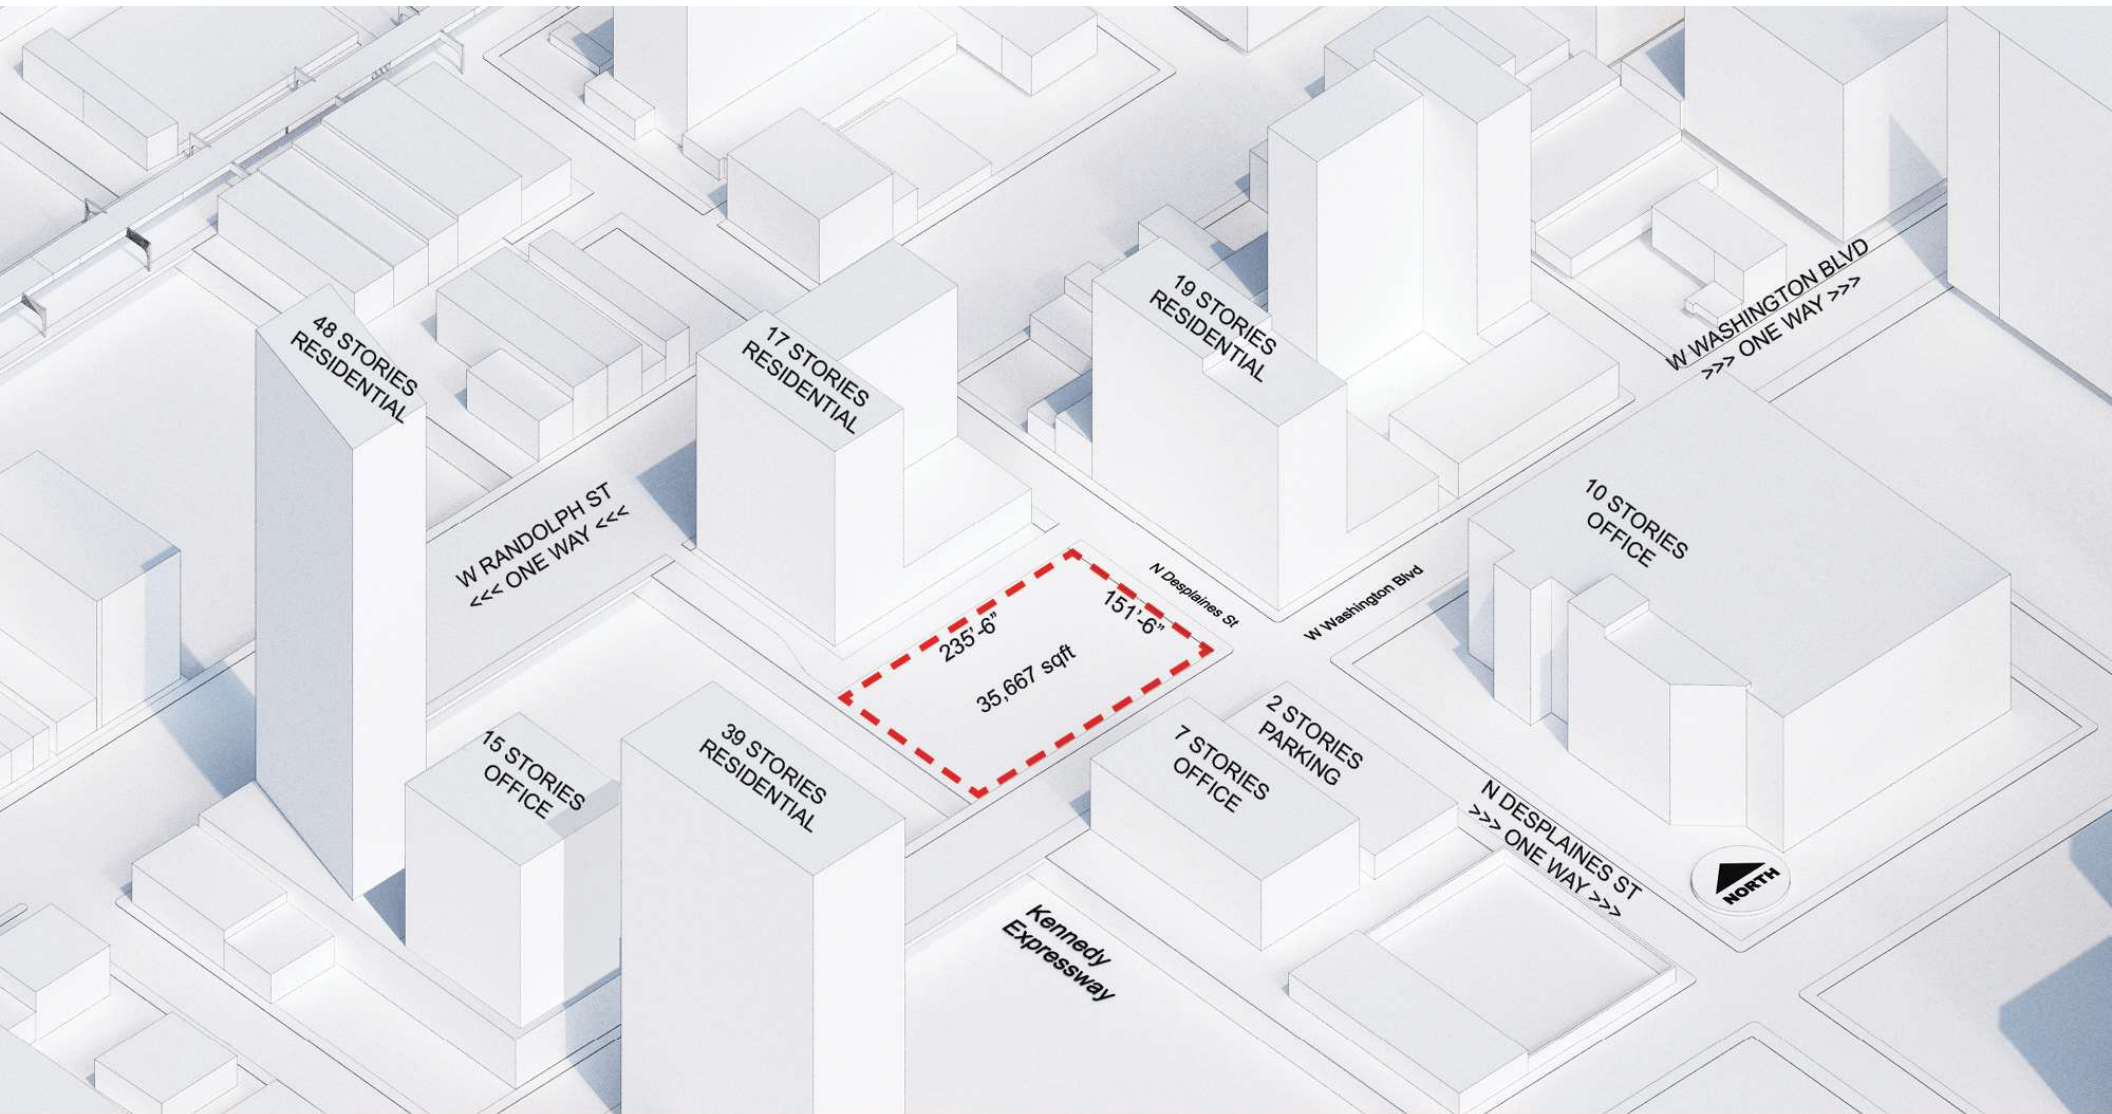 48 STORIES
RESIDENTIAL
17 STORIES
RESIDENTIAL
19 STORIES
RESIDENTIAL
W WASHINGTON BLVD
>>> ONE WAY >>>
W RANDOLPH ST
<<< ONE WAY <<<
10 STORIES
OFFICE
N Desplaines St
W Washington Blvd
235'-6"
151'-6"
35,667 sqft
15 STORIES
OFFICE
39 STORIES
RESIDENTIAL
7 STORIES
OFFICE
2 STORIES
PARKING
N DESPLAINES ST
>>> ONE WAY >>>
Kennedy
Expressway
NORTH